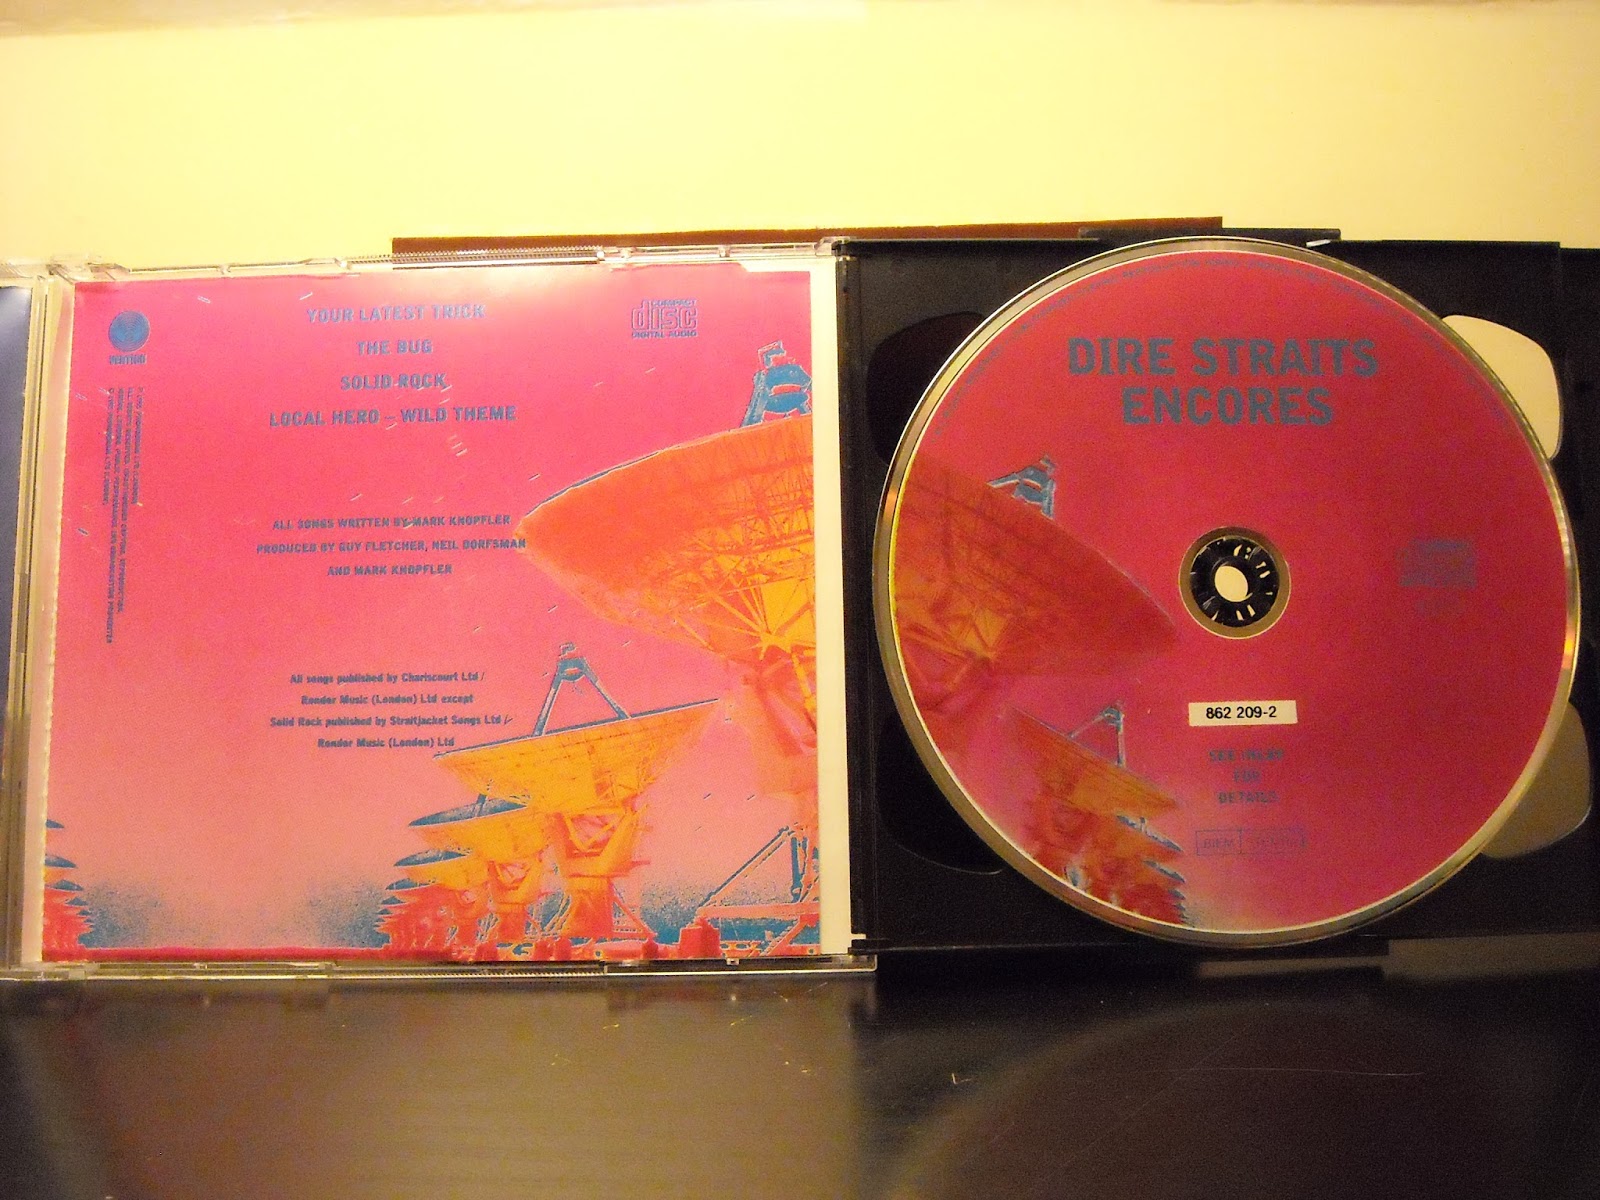 YOUR LATEST TRICK
THE BUG
SOLID ROCK
LOCAL HERO – WILD THEME
COMPACT
disc
DIGITAL AUDIO
VERTIGO
ALL SONGS WRITTEN BY MARK KNOPFLER
PRODUCED BY GUY FLETCHER, NEIL DORFSMAN
AND MARK KNOPFLER
All songs published by Chariscourt Ltd /
Rondor Music (London) Ltd except
Solid Rock published by Straitjacket Songs Ltd /
Rondor Music (London) Ltd
DIRE STRAITS
ENCORES
862 209-2
SEE INLAY
FOR
DETAILS
BIEM STEMRA